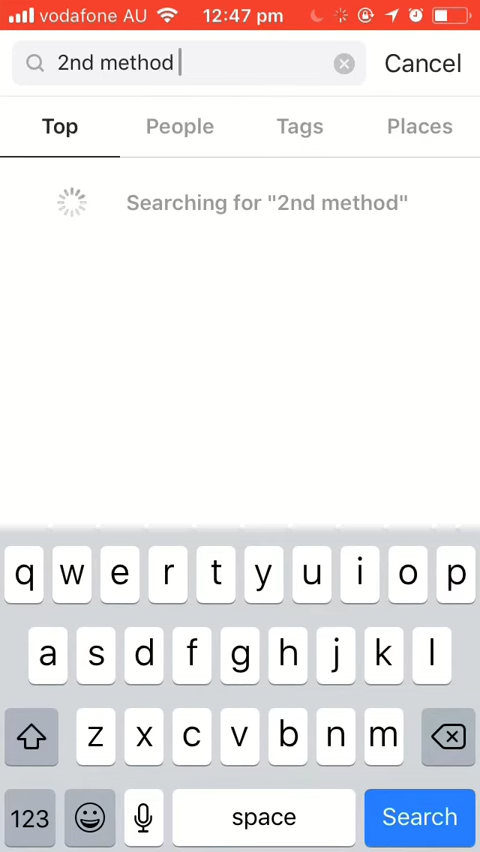 vodafone AU 12:47 pm
2nd method Cancel
Top People Tags Places
Searching for "2nd method"
q w e r t y u i o p
a s d f g h j k l
z x c v b n m
123 space Search